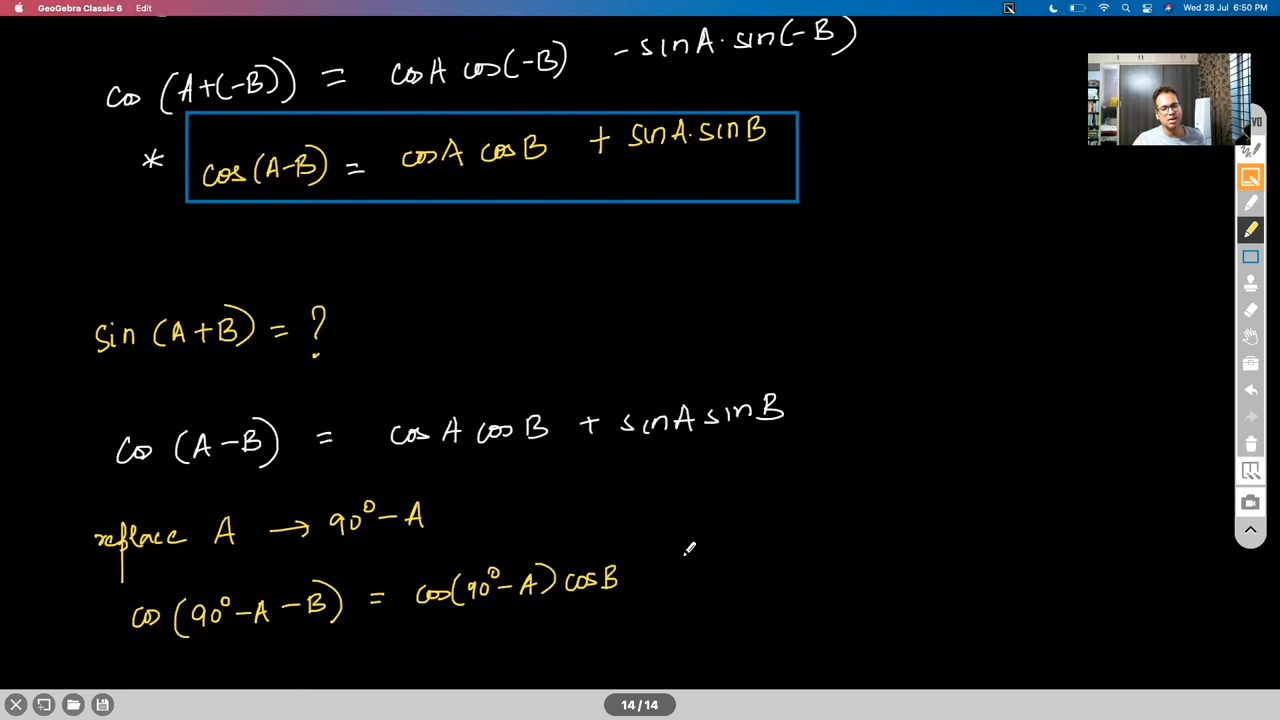 GeoGebra Classic 6 Edit Wed 28 Jul 6:50 PM
cos (A+(-B)) = cosA cos(-B) - sinA·sin(-B)
* cos(A-B) = cosA cosB + sinA·sinB
sin (A+B) = ?
cos (A-B) = cosA cosB + sinA sinB
replace A → 90° - A
cos (90° - A - B) = cos(90° - A) cosB
14 / 14